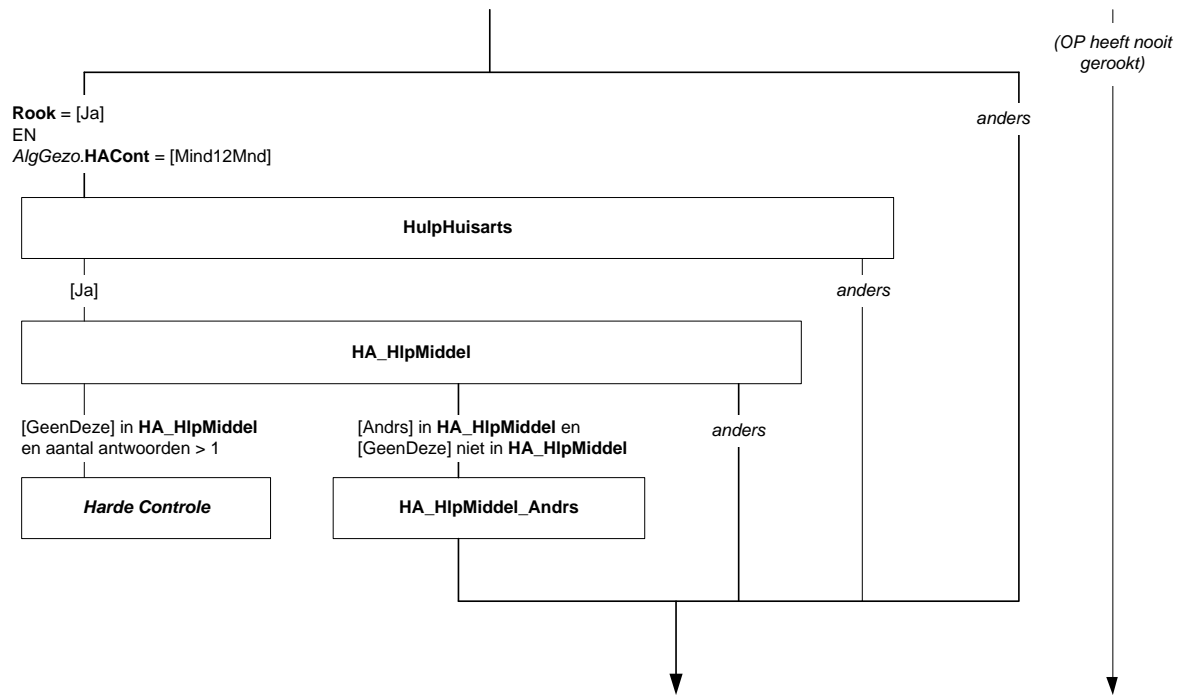 (OP heeft nooit
gerookt)
Rook = [Ja]
EN
AlgGezo.HACont = [Mind12Mnd]
anders
HulpHuisarts
[Ja]
anders
HA_HlpMiddel
[GeenDeze] in HA_HlpMiddel
en aantal antwoorden > 1
[Andrs] in HA_HlpMiddel en
[GeenDeze] niet in HA_HlpMiddel
anders
Harde Controle
HA_HlpMiddel_Andrs